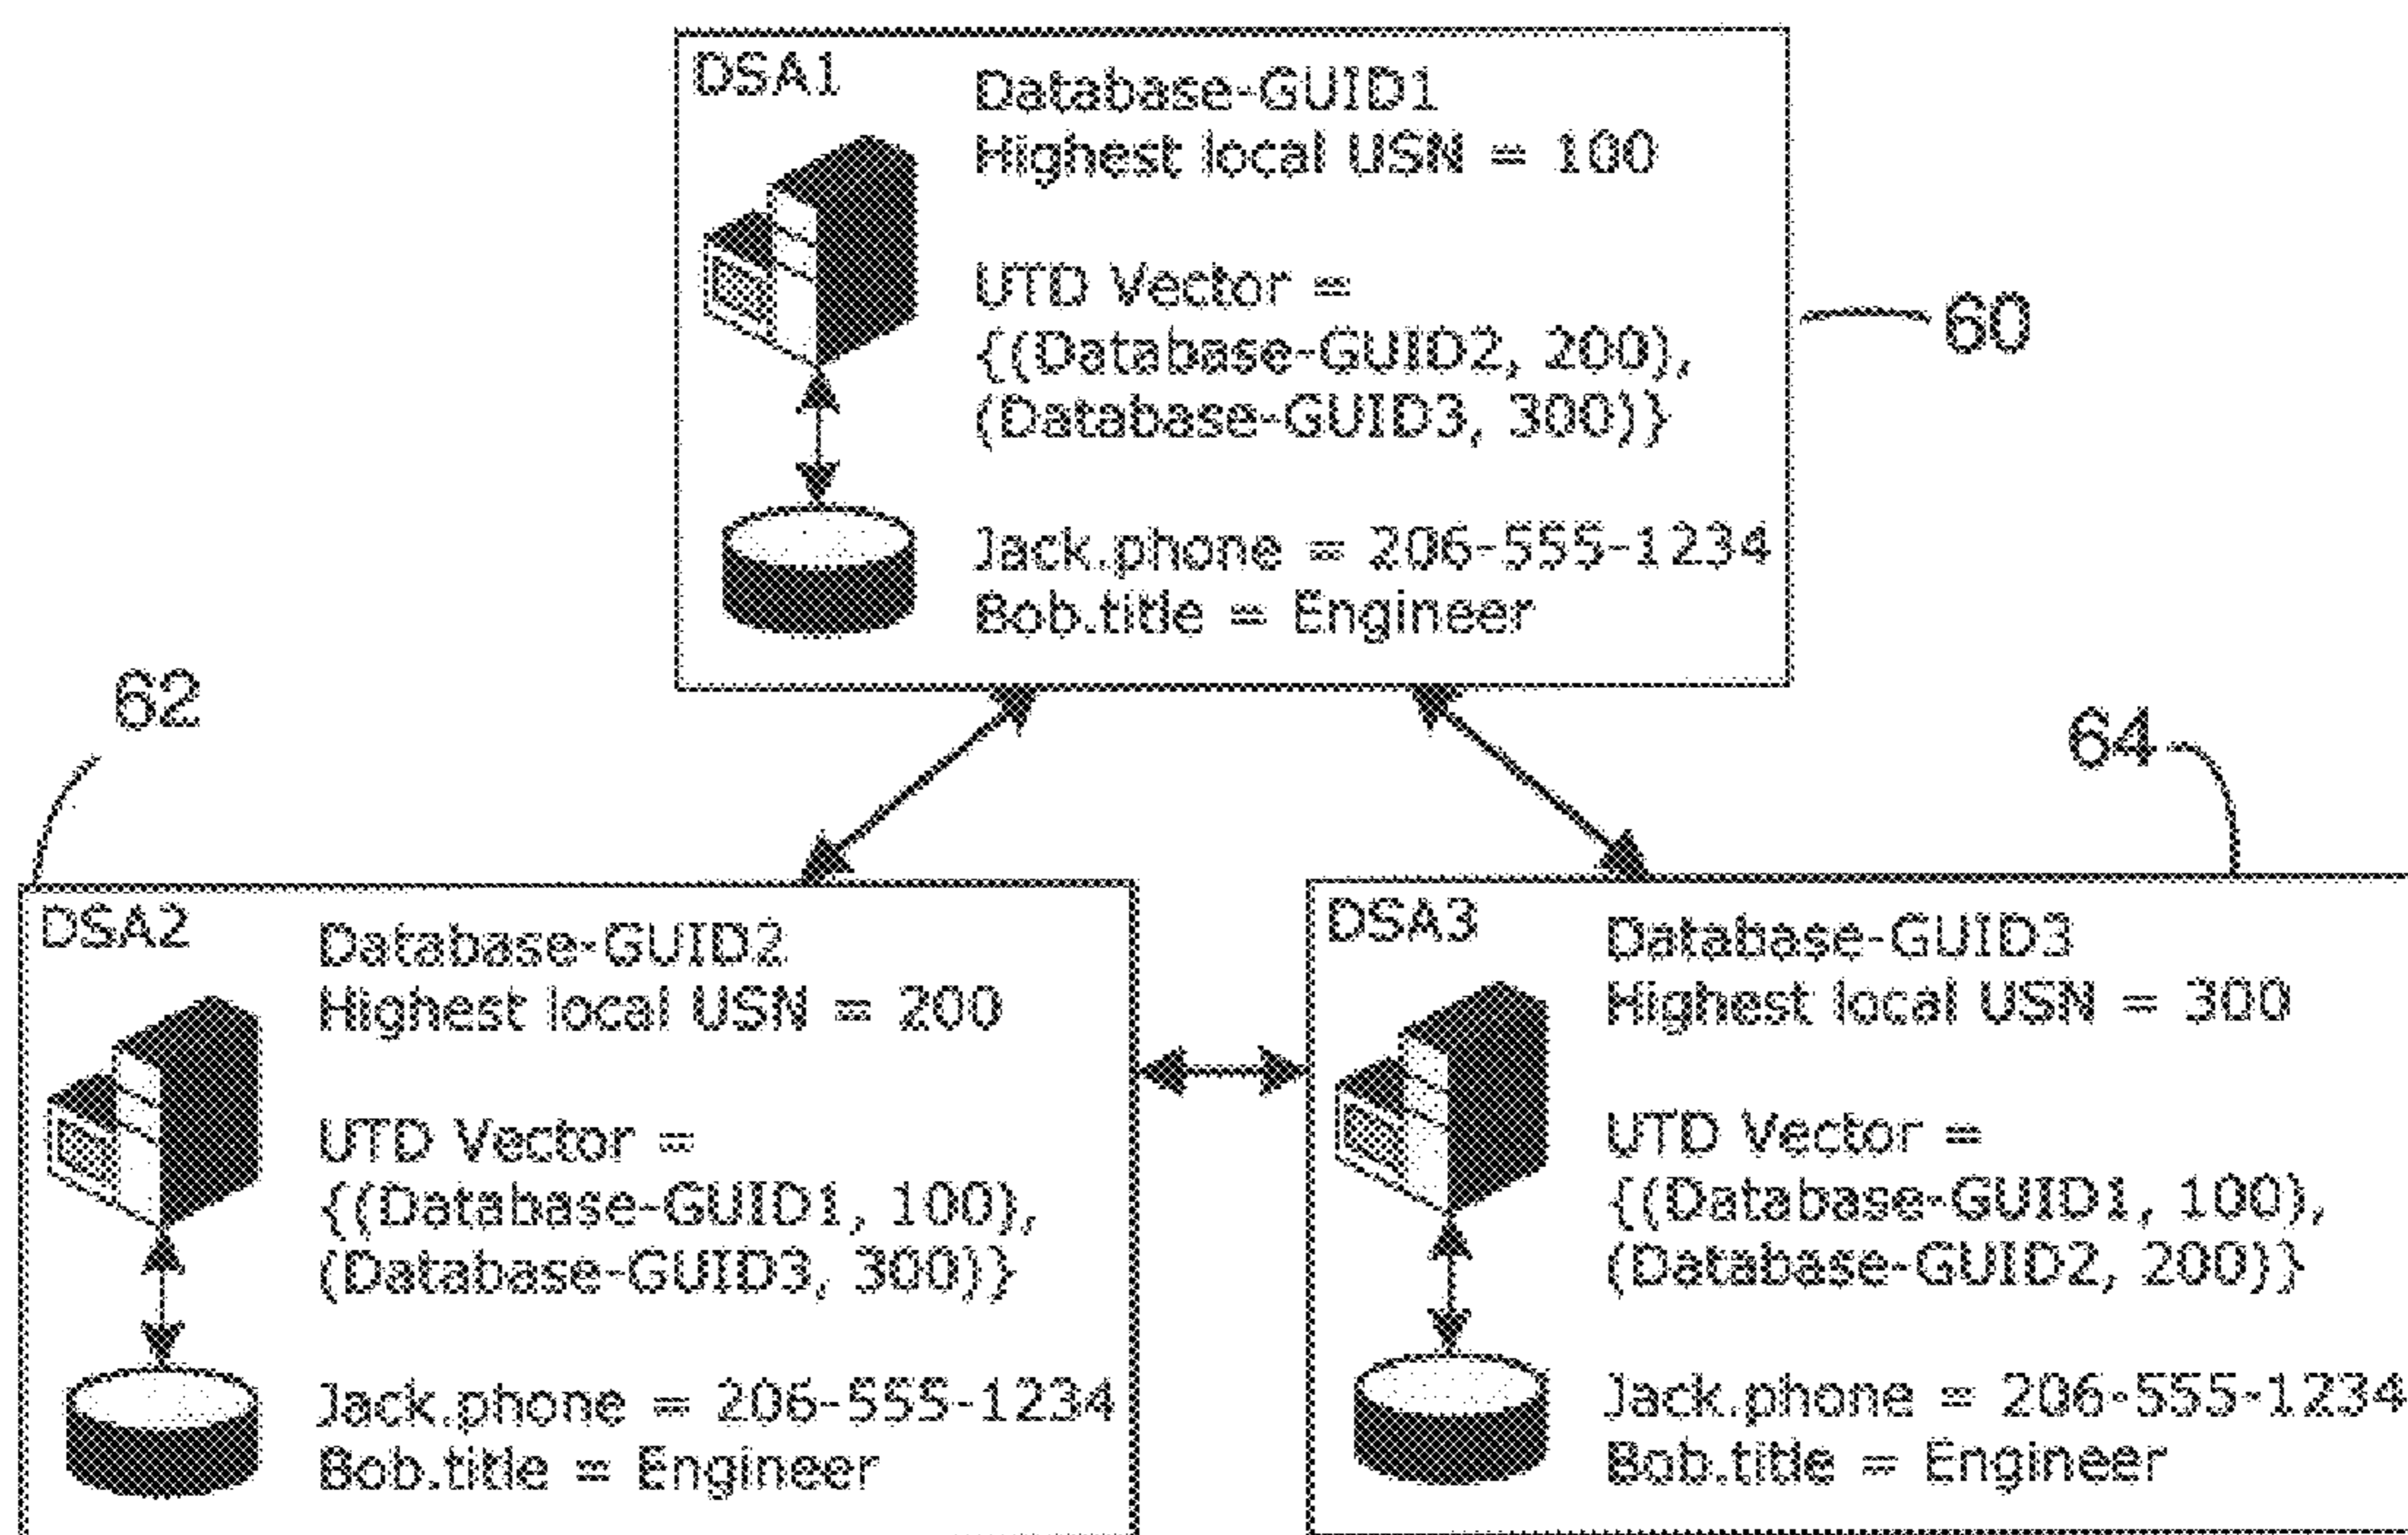 DSA1
Database-GUID1
Highest local USN = 100
UTD Vector =
{(Database-GUID2, 200),
(Database-GUID3, 300)}
Jack.phone = 206-555-1234
Bob.title = Engineer
60
62
64
DSA2
Database-GUID2
Highest local USN = 200
UTD Vector =
{(Database-GUID1, 100),
(Database-GUID3, 300)}
Jack.phone = 206-555-1234
Bob.title = Engineer
DSA3
Database-GUID3
Highest local USN = 300
UTD Vector =
{(Database-GUID1, 100),
(Database-GUID2, 200)}
Jack.phone = 206-555-1234
Bob.title = Engineer